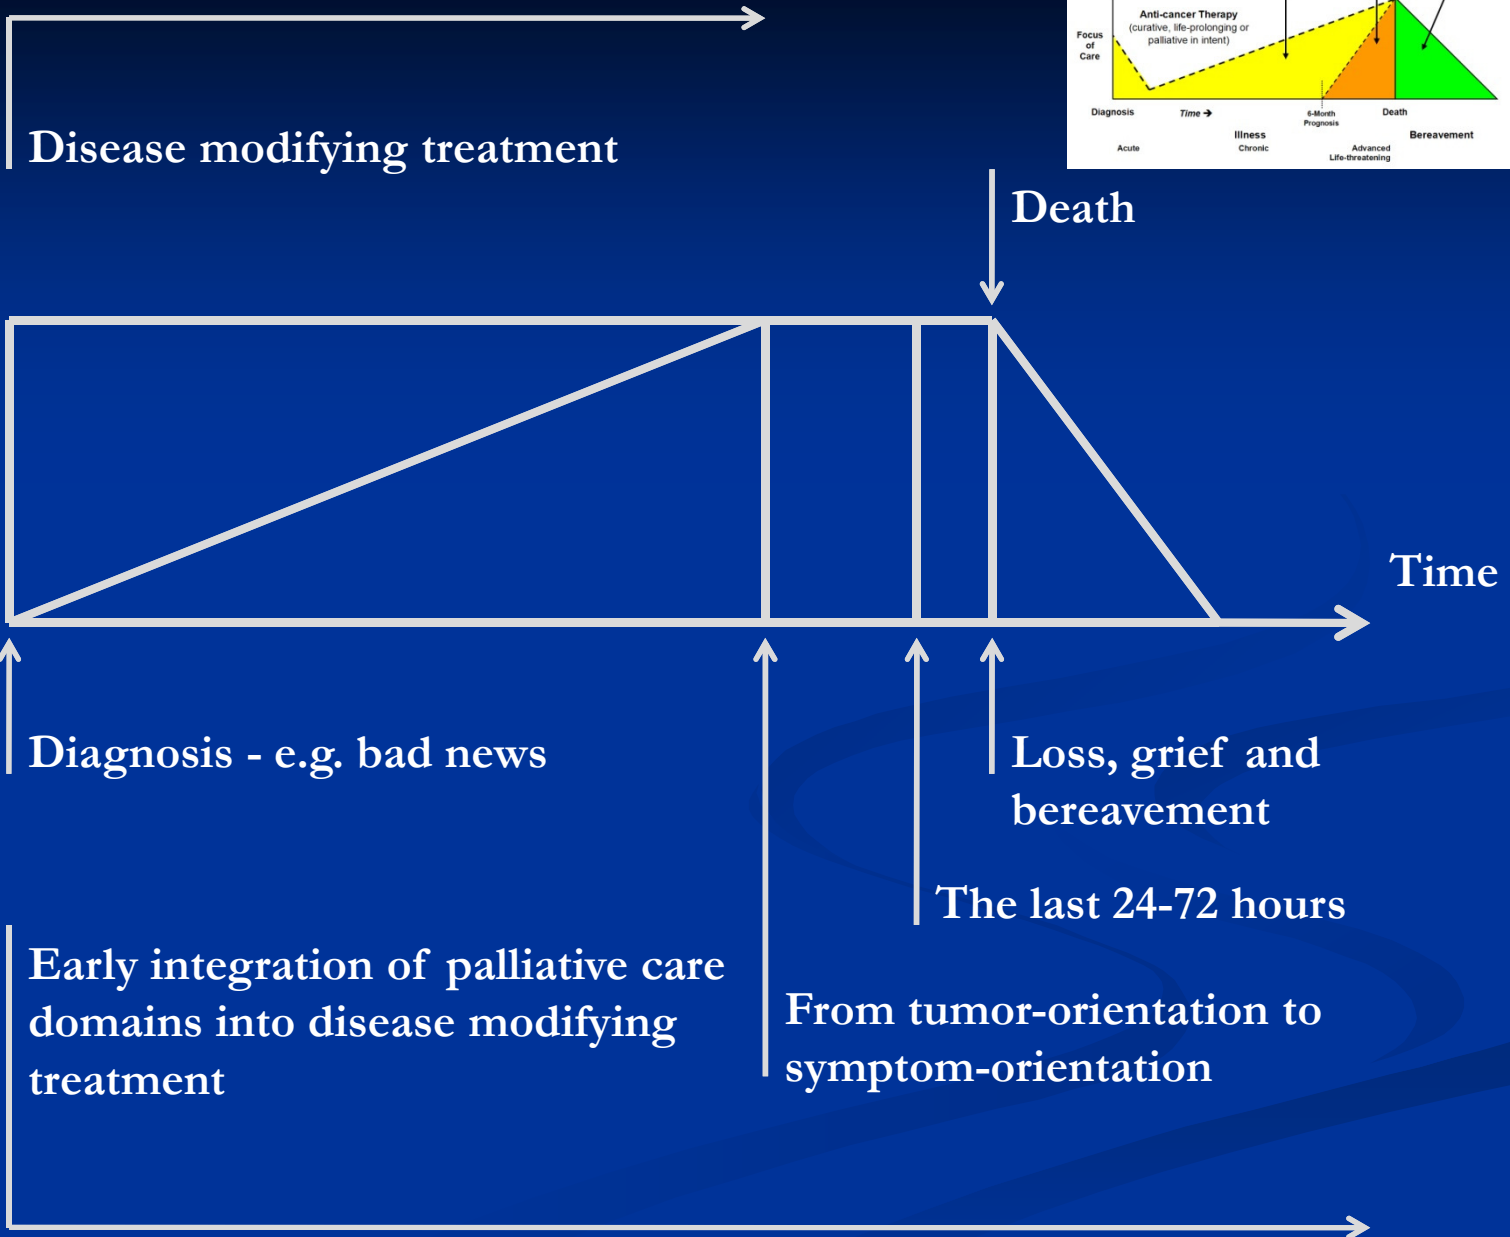 Anti-cancer Therapy
(curative, life-prolonging or
palliative in intent)
Focus
of
Care
Diagnosis
Time →
6-Month
Prognosis
Death
Illness
Bereavement
Acute
Chronic
Advanced
Life-threatening
Disease modifying treatment
Death
Time
Diagnosis - e.g. bad news
Loss, grief and
bereavement
The last 24-72 hours
Early integration of palliative care
domains into disease modifying
treatment
From tumor-orientation to
symptom-orientation